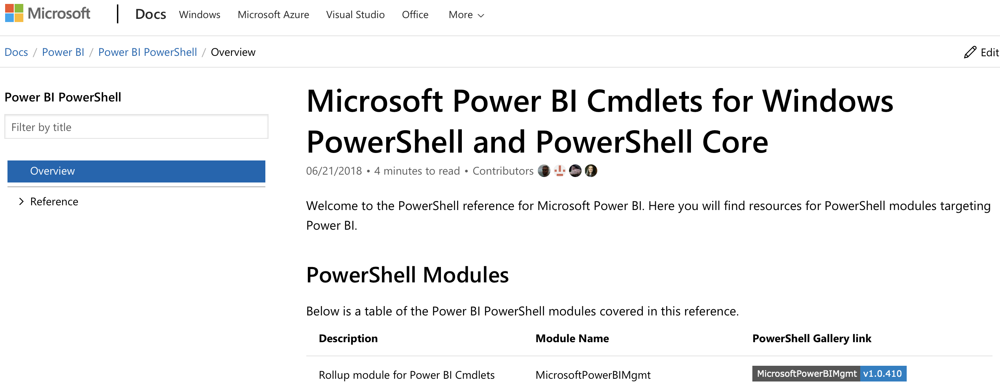 Microsoft Docs Windows Microsoft Azure Visual Studio Office More
Docs / Power BI / Power BI PowerShell / Overview Edit
Power BI PowerShell
Filter by title
Overview
Reference
Microsoft Power BI Cmdlets for Windows
PowerShell and PowerShell Core
06/21/2018 • 4 minutes to read • Contributors
Welcome to the PowerShell reference for Microsoft Power BI. Here you will find resources for PowerShell modules targeting
Power BI.
PowerShell Modules
Below is a table of the Power BI PowerShell modules covered in this reference.
Description Module Name PowerShell Gallery link
Rollup module for Power BI Cmdlets MicrosoftPowerBIMgmt MicrosoftPowerBIMgmt v1.0.410